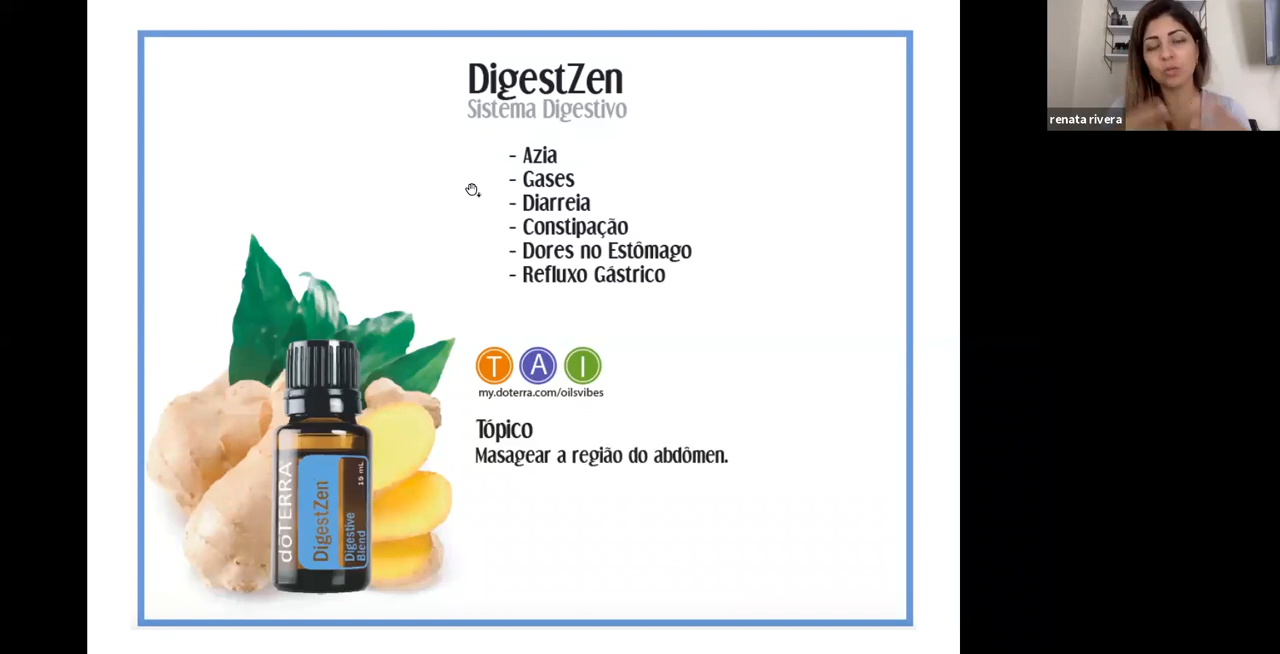 DigestZen
Sistema Digestivo
- Azia
- Gases
- Diarreia
- Constipação
- Dores no Estômago
- Refluxo Gástrico
T A I
my.doterra.com/oilsvibes
Tópico
Masagear a região do abdômen.
dōTERRA
DigestZen
Digestive
Blend
15 mL
renata rivera